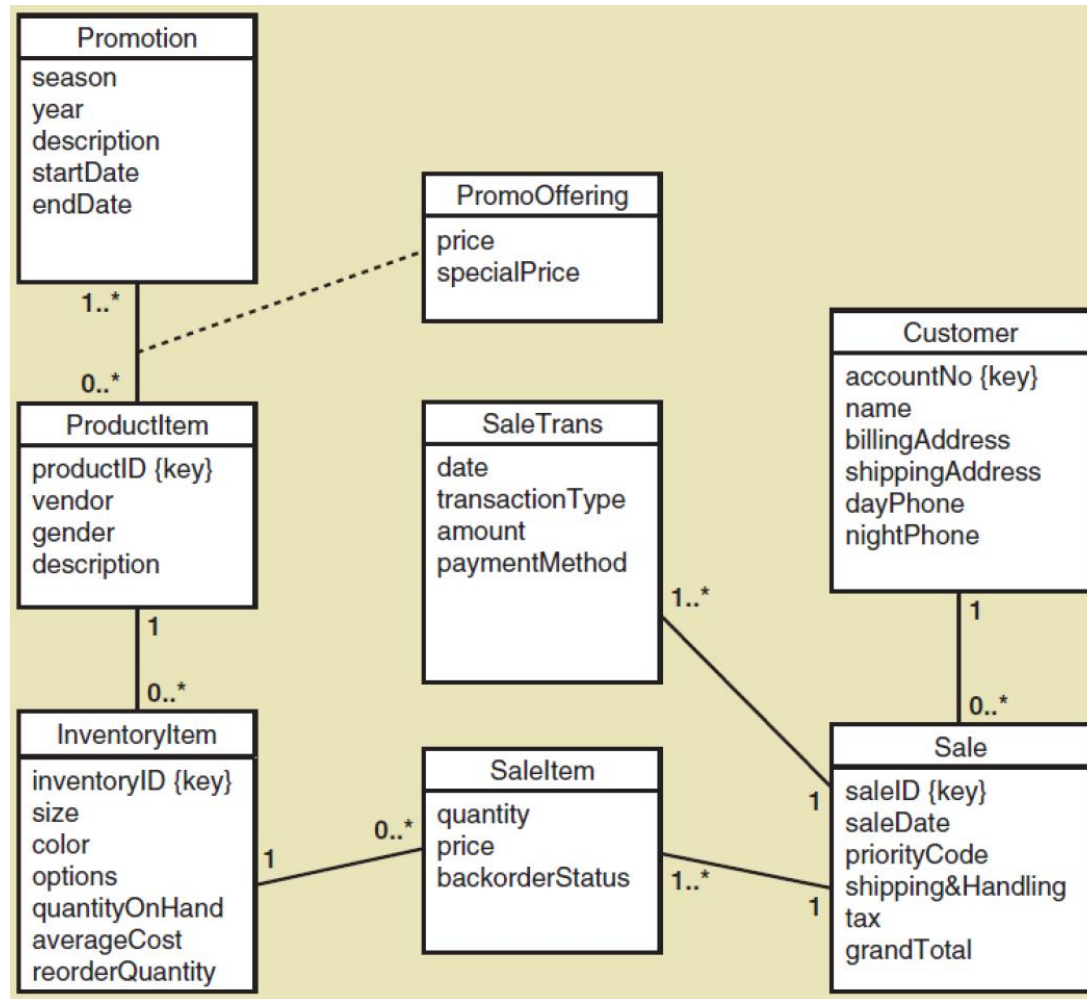 Promotion
season
year
description
startDate
endDate
1..*
0..*
PromoOffering
price
specialPrice
ProductItem
productID {key}
vendor
gender
description
1
0..*
SaleTrans
date
transactionType
amount
paymentMethod
1..*
1
Customer
accountNo {key}
name
billingAddress
shippingAddress
dayPhone
nightPhone
1
0..*
InventoryItem
inventoryID {key}
size
color
options
quantityOnHand
averageCost
reorderQuantity
1
0..*
SaleItem
quantity
price
backorderStatus
1..*
1
Sale
saleID {key}
saleDate
priorityCode
shipping&Handling
tax
grandTotal